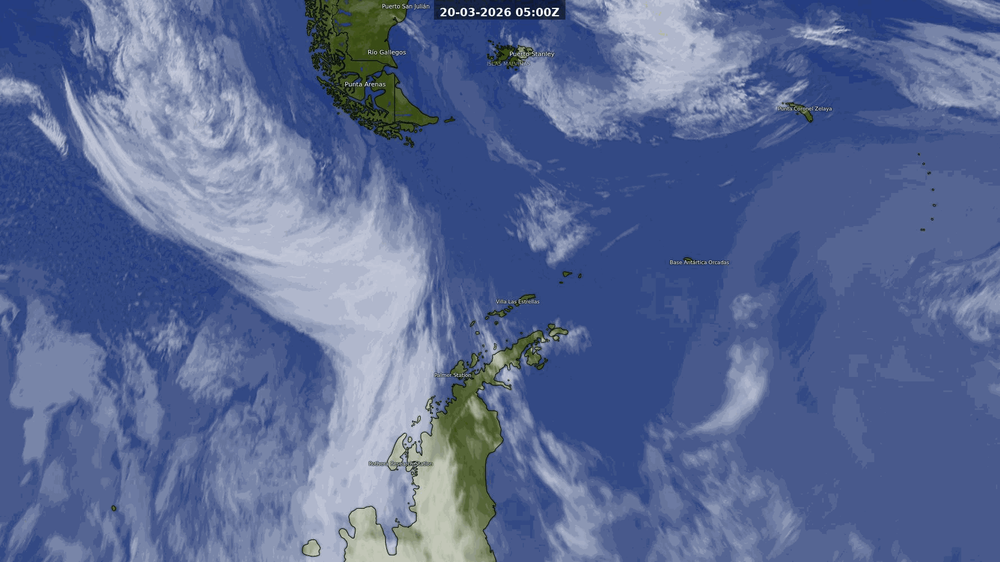 Puerto San Julián
20-03-2026 05:00Z
Río Gallegos
Puerto Stanley
ISLAS MALVINAS
Punta Arenas
Punta Coronel Zelaya
Base Antártica Orcadas
Villa Las Estrellas
Palmer Station
Rothera Research Station